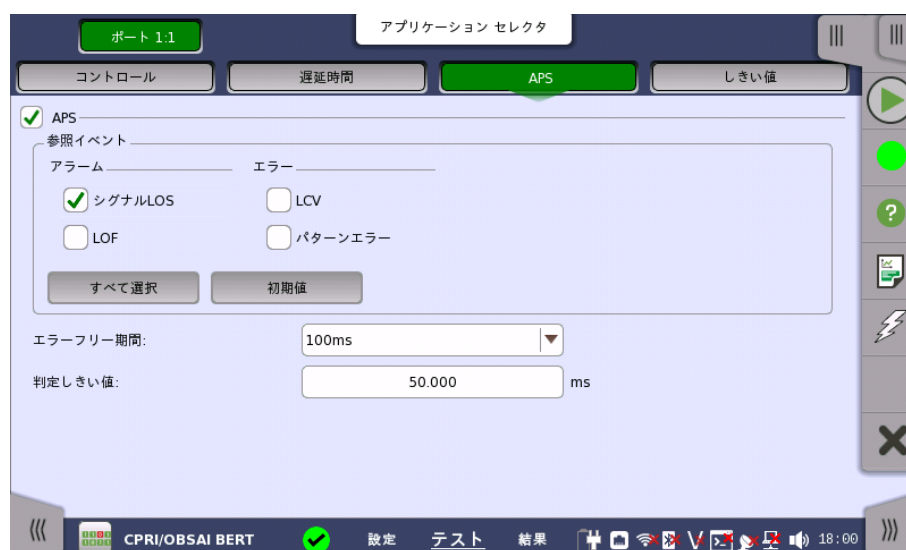 ポート 1:1
アプリケーション セレクタ
コントロール
遅延時間
APS
しきい値
APS
参照イベント
アラーム
エラー
シグナルLOS
LCV
LOF
パターンエラー
すべて選択
初期値
エラーフリー期間:
100ms
判定しきい値:
50.000
ms
CPRI/OBSAI BERT
設定
テスト
結果
18:00